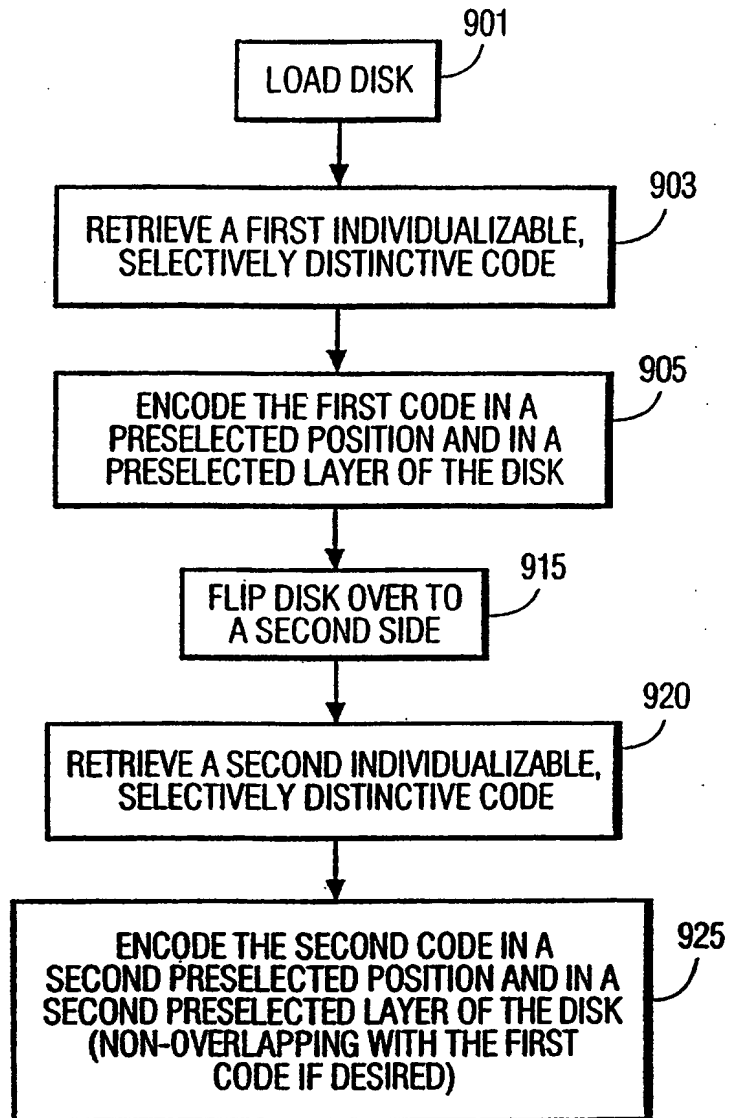 901
LOAD DISK
903
RETRIEVE A FIRST INDIVIDUALIZABLE,
SELECTIVELY DISTINCTIVE CODE
905
ENCODE THE FIRST CODE IN A
PRESELECTED POSITION AND IN A
PRESELECTED LAYER OF THE DISK
915
FLIP DISK OVER TO
A SECOND SIDE
920
RETRIEVE A SECOND INDIVIDUALIZABLE,
SELECTIVELY DISTINCTIVE CODE
925
ENCODE THE SECOND CODE IN A
SECOND PRESELECTED POSITION AND IN A
SECOND PRESELECTED LAYER OF THE DISK
(NON-OVERLAPPING WITH THE FIRST
CODE IF DESIRED)